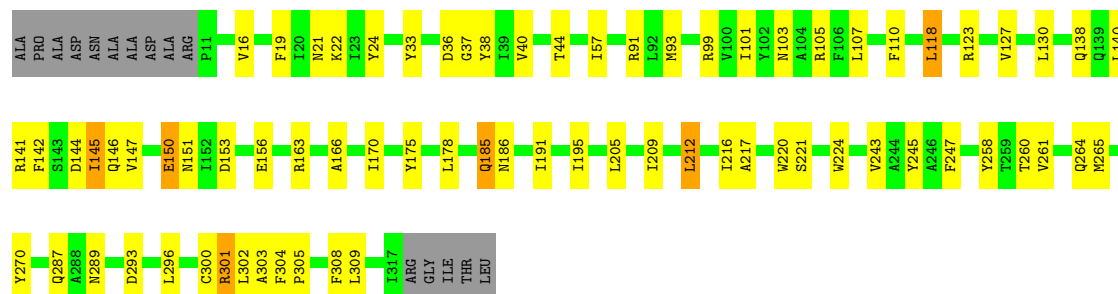 ALA PRO ALA ASP ASN ALA ALA ASP ALA ARG P11 V16 F19 I20 N21 K22 I23 Y24 Y33 D36 G37 Y38 I39 V40 T44 I57 R91 L92 M93 R99 V100 I101 Y102 N103 A104 R105 F106 L107 F110 L118 R123 V127 L130 Q138 Q139 L140
R141 F142 S143 D144 I145 Q146 V147 E150 N151 I152 D153 E156 R163 A166 I170 Y175 L178 Q185 N186 I191 I195 L205 I209 L212 I216 A217 W220 S221 W224 V243 A244 Y245 A246 F247 Y258 T259 T260 V261 Q264 M265
Y270 Q287 A288 N289 D293 L296 C300 R301 L302 A303 F304 P305 F308 L309 I317 ARG GLY ILE THR LEU